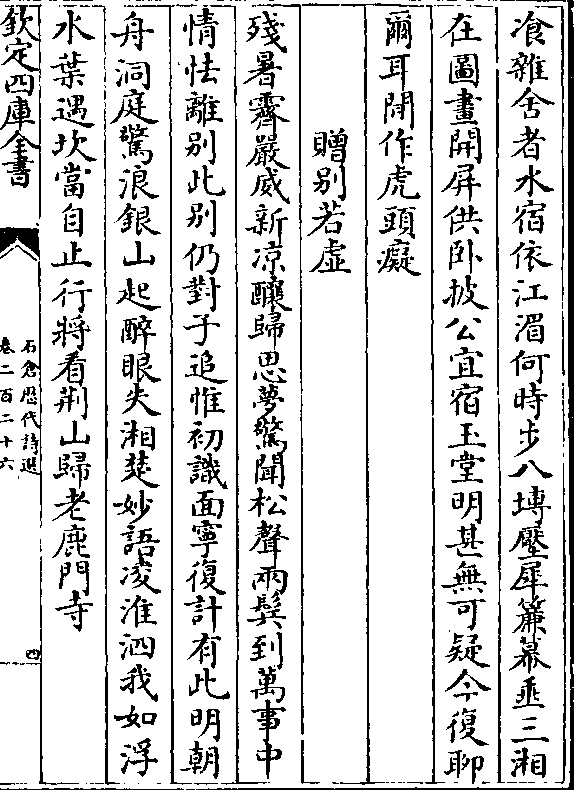 飡雜舍者水宿依江湄何時步八塼壓犀簾幕垂三湘
在圖畫開屏供卧披公宜宿玉堂明甚無可疑今復聊
爾耳閒作虎頭癡
贈别若虛
殘暑霽嚴威新凉釀歸思夢驚聞松聲兩鬂到萬事中
情怯離别此别仍對子追惟初識面寧復計有此明朝
舟洞庭驚浪銀山起醉眼失湘楚妙語凌淮泗我如浮
水葉遇坎當自止行將看荆山歸老鹿門寺
欽定四庫全書
石倉歴代詩選
卷二百二十六
四